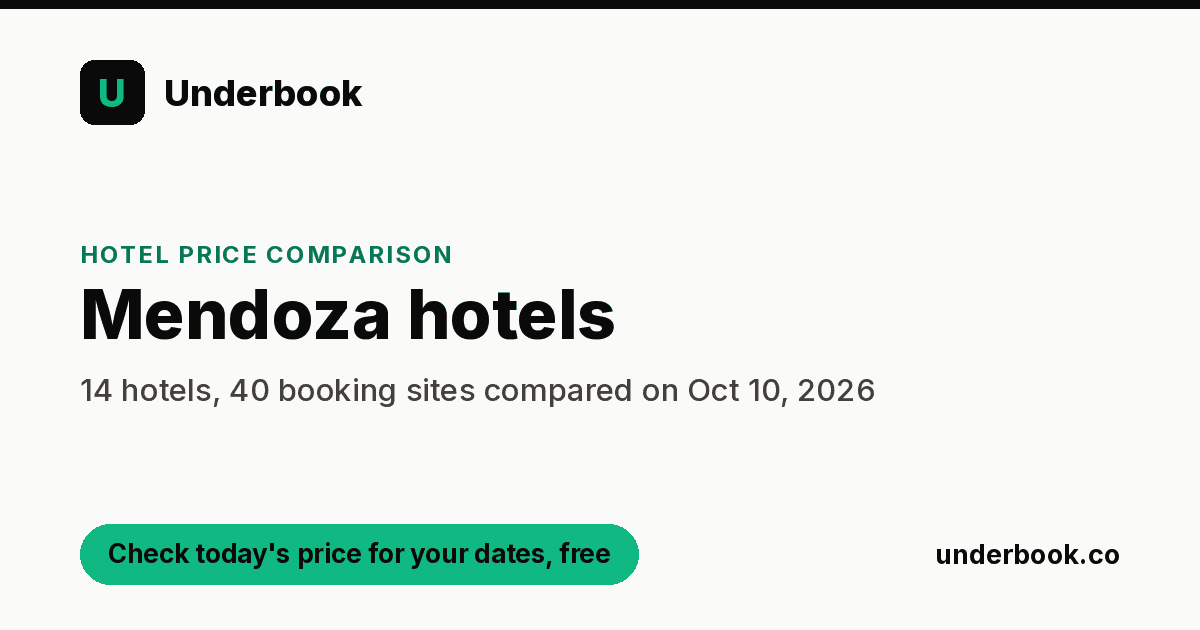 U Underbook
HOTEL PRICE COMPARISON
Mendoza hotels
14 hotels, 40 booking sites compared on Oct 10, 2026
Check today's price for your dates, free
underbook.co